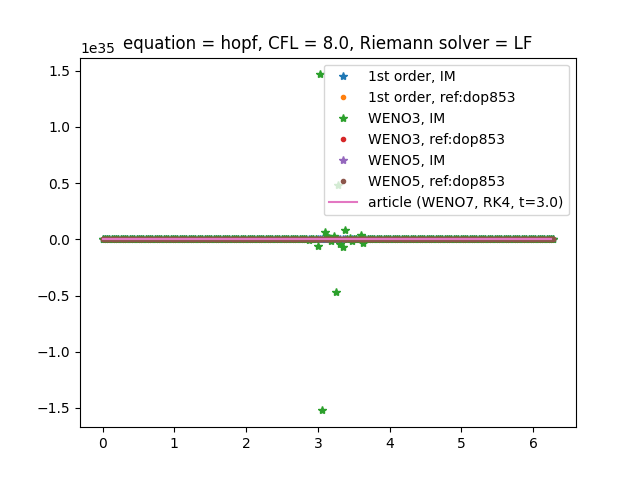 1e35
equation = hopf, CFL = 8.0, Riemann solver = LF
1.5
1.0
0.5
0.0
−0.5
−1.0
−1.5
0
1
2
3
4
5
6
1st order, IM
1st order, ref:dop853
WENO3, IM
WENO3, ref:dop853
WENO5, IM
WENO5, ref:dop853
article (WENO7, RK4, t=3.0)